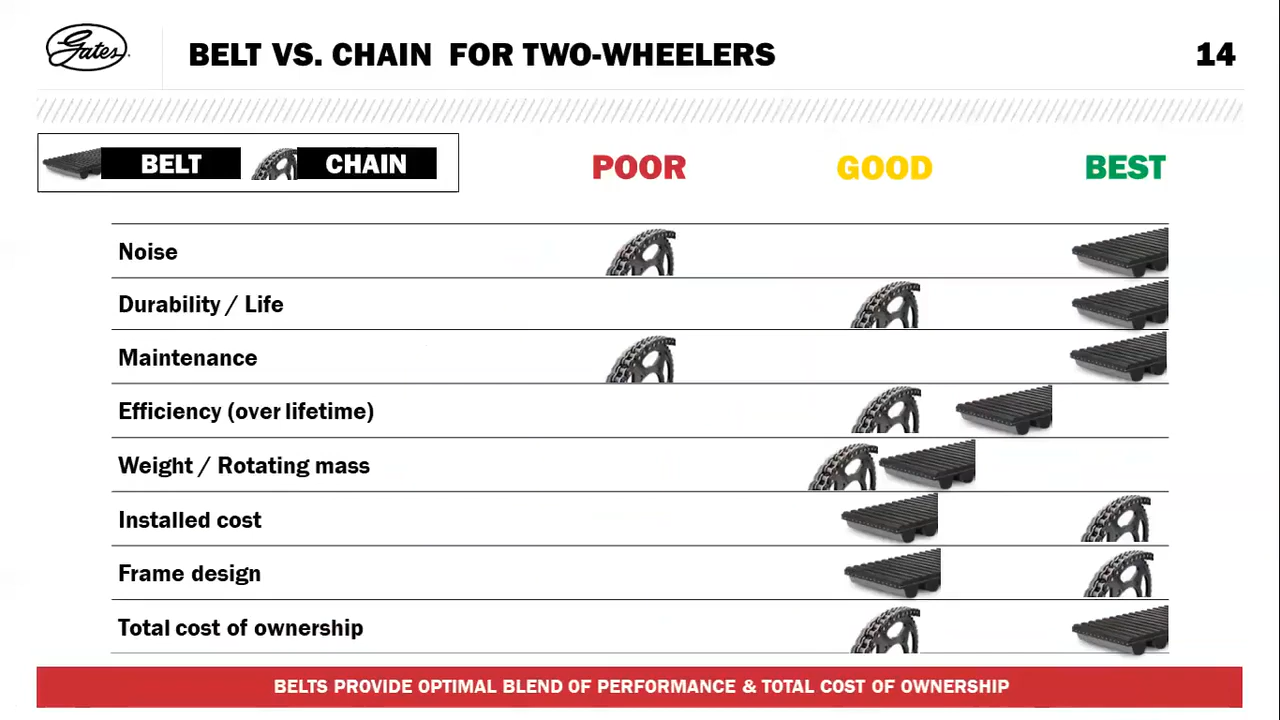 Gates
BELT VS. CHAIN FOR TWO-WHEELERS
14
BELT
CHAIN
POOR
GOOD
BEST
Noise
Durability / Life
Maintenance
Efficiency (over lifetime)
Weight / Rotating mass
Installed cost
Frame design
Total cost of ownership
BELTS PROVIDE OPTIMAL BLEND OF PERFORMANCE & TOTAL COST OF OWNERSHIP